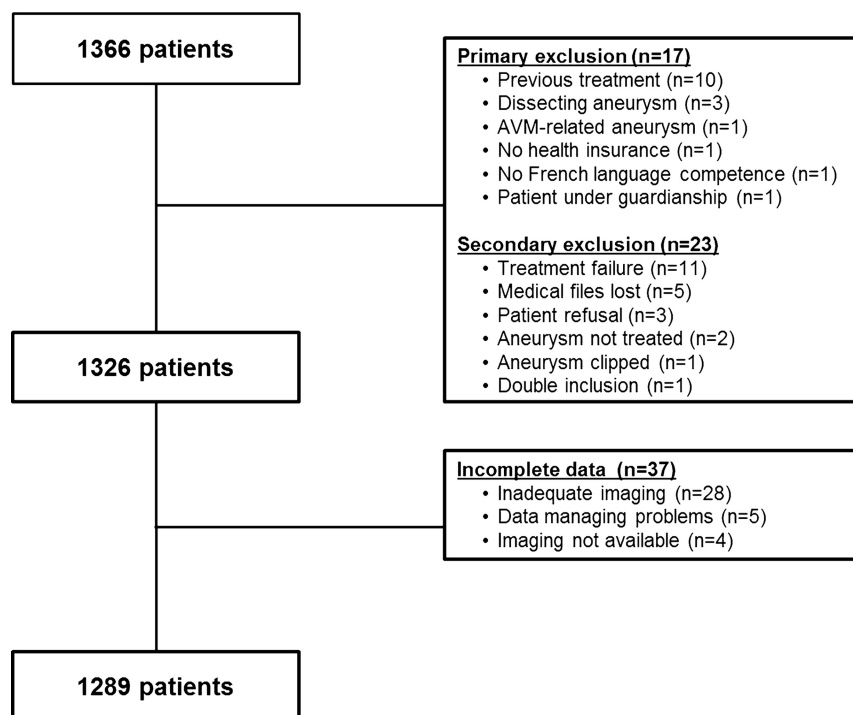 1366 patients
Primary exclusion (n=17)
• Previous treatment (n=10)
• Dissecting aneurysm (n=3)
• AVM-related aneurysm (n=1)
• No health insurance (n=1)
• No French language competence (n=1)
• Patient under guardianship (n=1)
Secondary exclusion (n=23)
• Treatment failure (n=11)
• Medical files lost (n=5)
• Patient refusal (n=3)
• Aneurysm not treated (n=2)
• Aneurysm clipped (n=1)
• Double inclusion (n=1)
1326 patients
Incomplete data (n=37)
• Inadequate imaging (n=28)
• Data managing problems (n=5)
• Imaging not available (n=4)
1289 patients